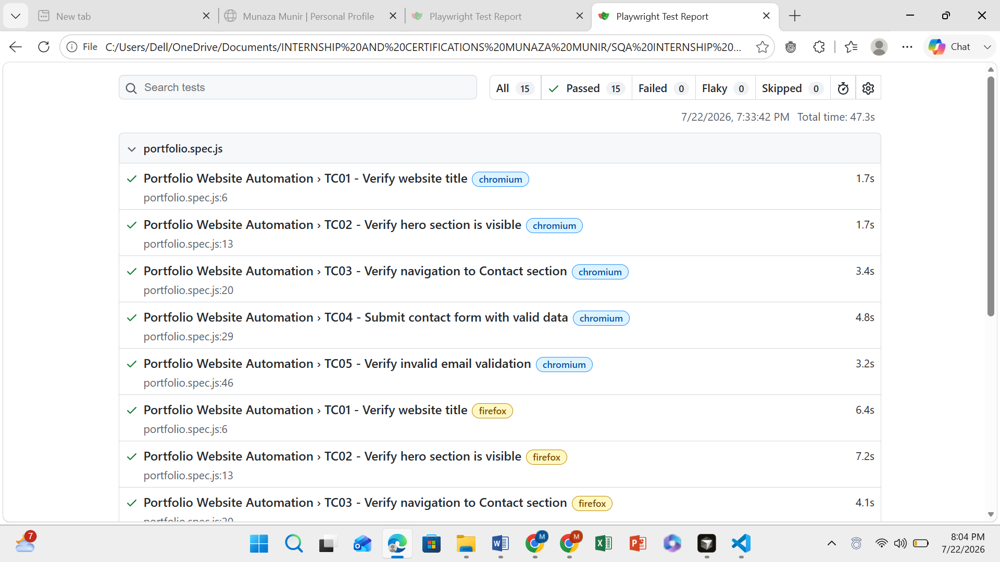 New tab
Munaza Munir | Personal Profile
Playwright Test Report
Playwright Test Report
File C:/Users/Dell/OneDrive/Documents/INTERNSHIP%20AND%20CERTIFICATIONS%20MUNAZA%20MUNIR/SQA%20INTERNSHIP%20...
Chat
Search tests
All 15 Passed 15 Failed 0 Flaky 0 Skipped 0
7/22/2026, 7:33:42 PM Total time: 47.3s
portfolio.spec.js
Portfolio Website Automation › TC01 - Verify website title chromium 1.7s
portfolio.spec.js:6
Portfolio Website Automation › TC02 - Verify hero section is visible chromium 1.7s
portfolio.spec.js:13
Portfolio Website Automation › TC03 - Verify navigation to Contact section chromium 3.4s
portfolio.spec.js:20
Portfolio Website Automation › TC04 - Submit contact form with valid data chromium 4.8s
portfolio.spec.js:29
Portfolio Website Automation › TC05 - Verify invalid email validation chromium 3.2s
portfolio.spec.js:46
Portfolio Website Automation › TC01 - Verify website title firefox 6.4s
portfolio.spec.js:6
Portfolio Website Automation › TC02 - Verify hero section is visible firefox 7.2s
portfolio.spec.js:13
Portfolio Website Automation › TC03 - Verify navigation to Contact section firefox 4.1s
portfolio.spec.js:20
7
M
M
8:04 PM
7/22/2026